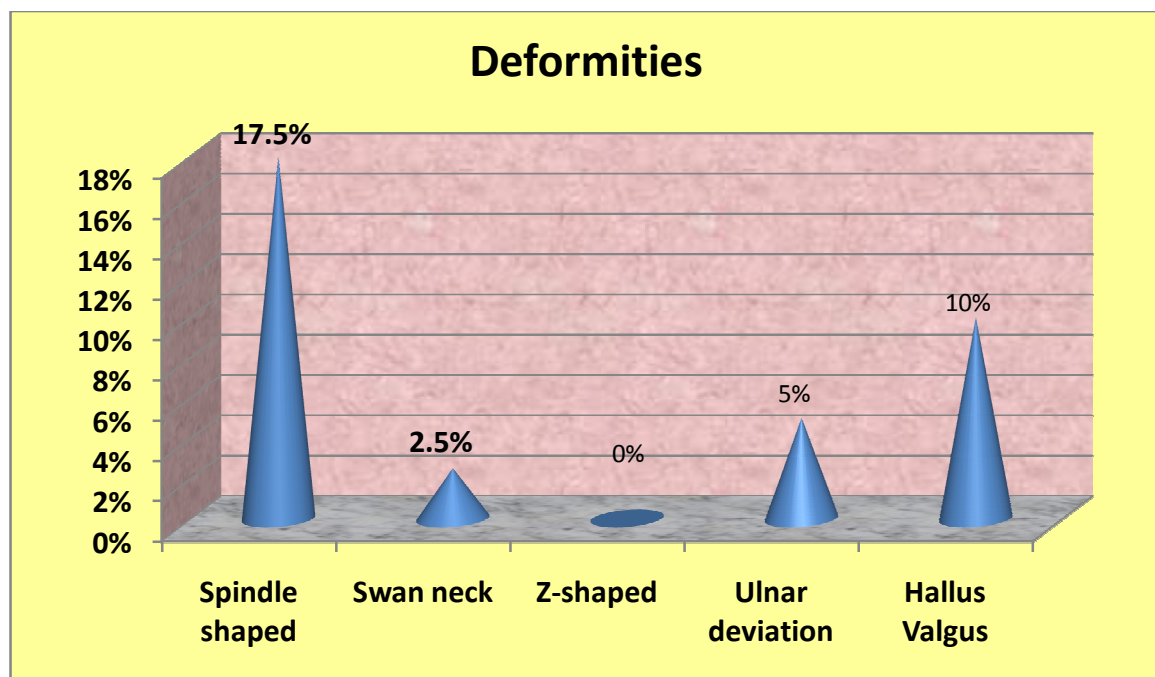 Deformities
17.5%
18%
16%
14%
12%
10%
8%
6%
4%
2%
0%
2.5%
0%
5%
10%
Spindle
shaped
Swan neck
Z-shaped
Ulnar
deviation
Hallus
Valgus